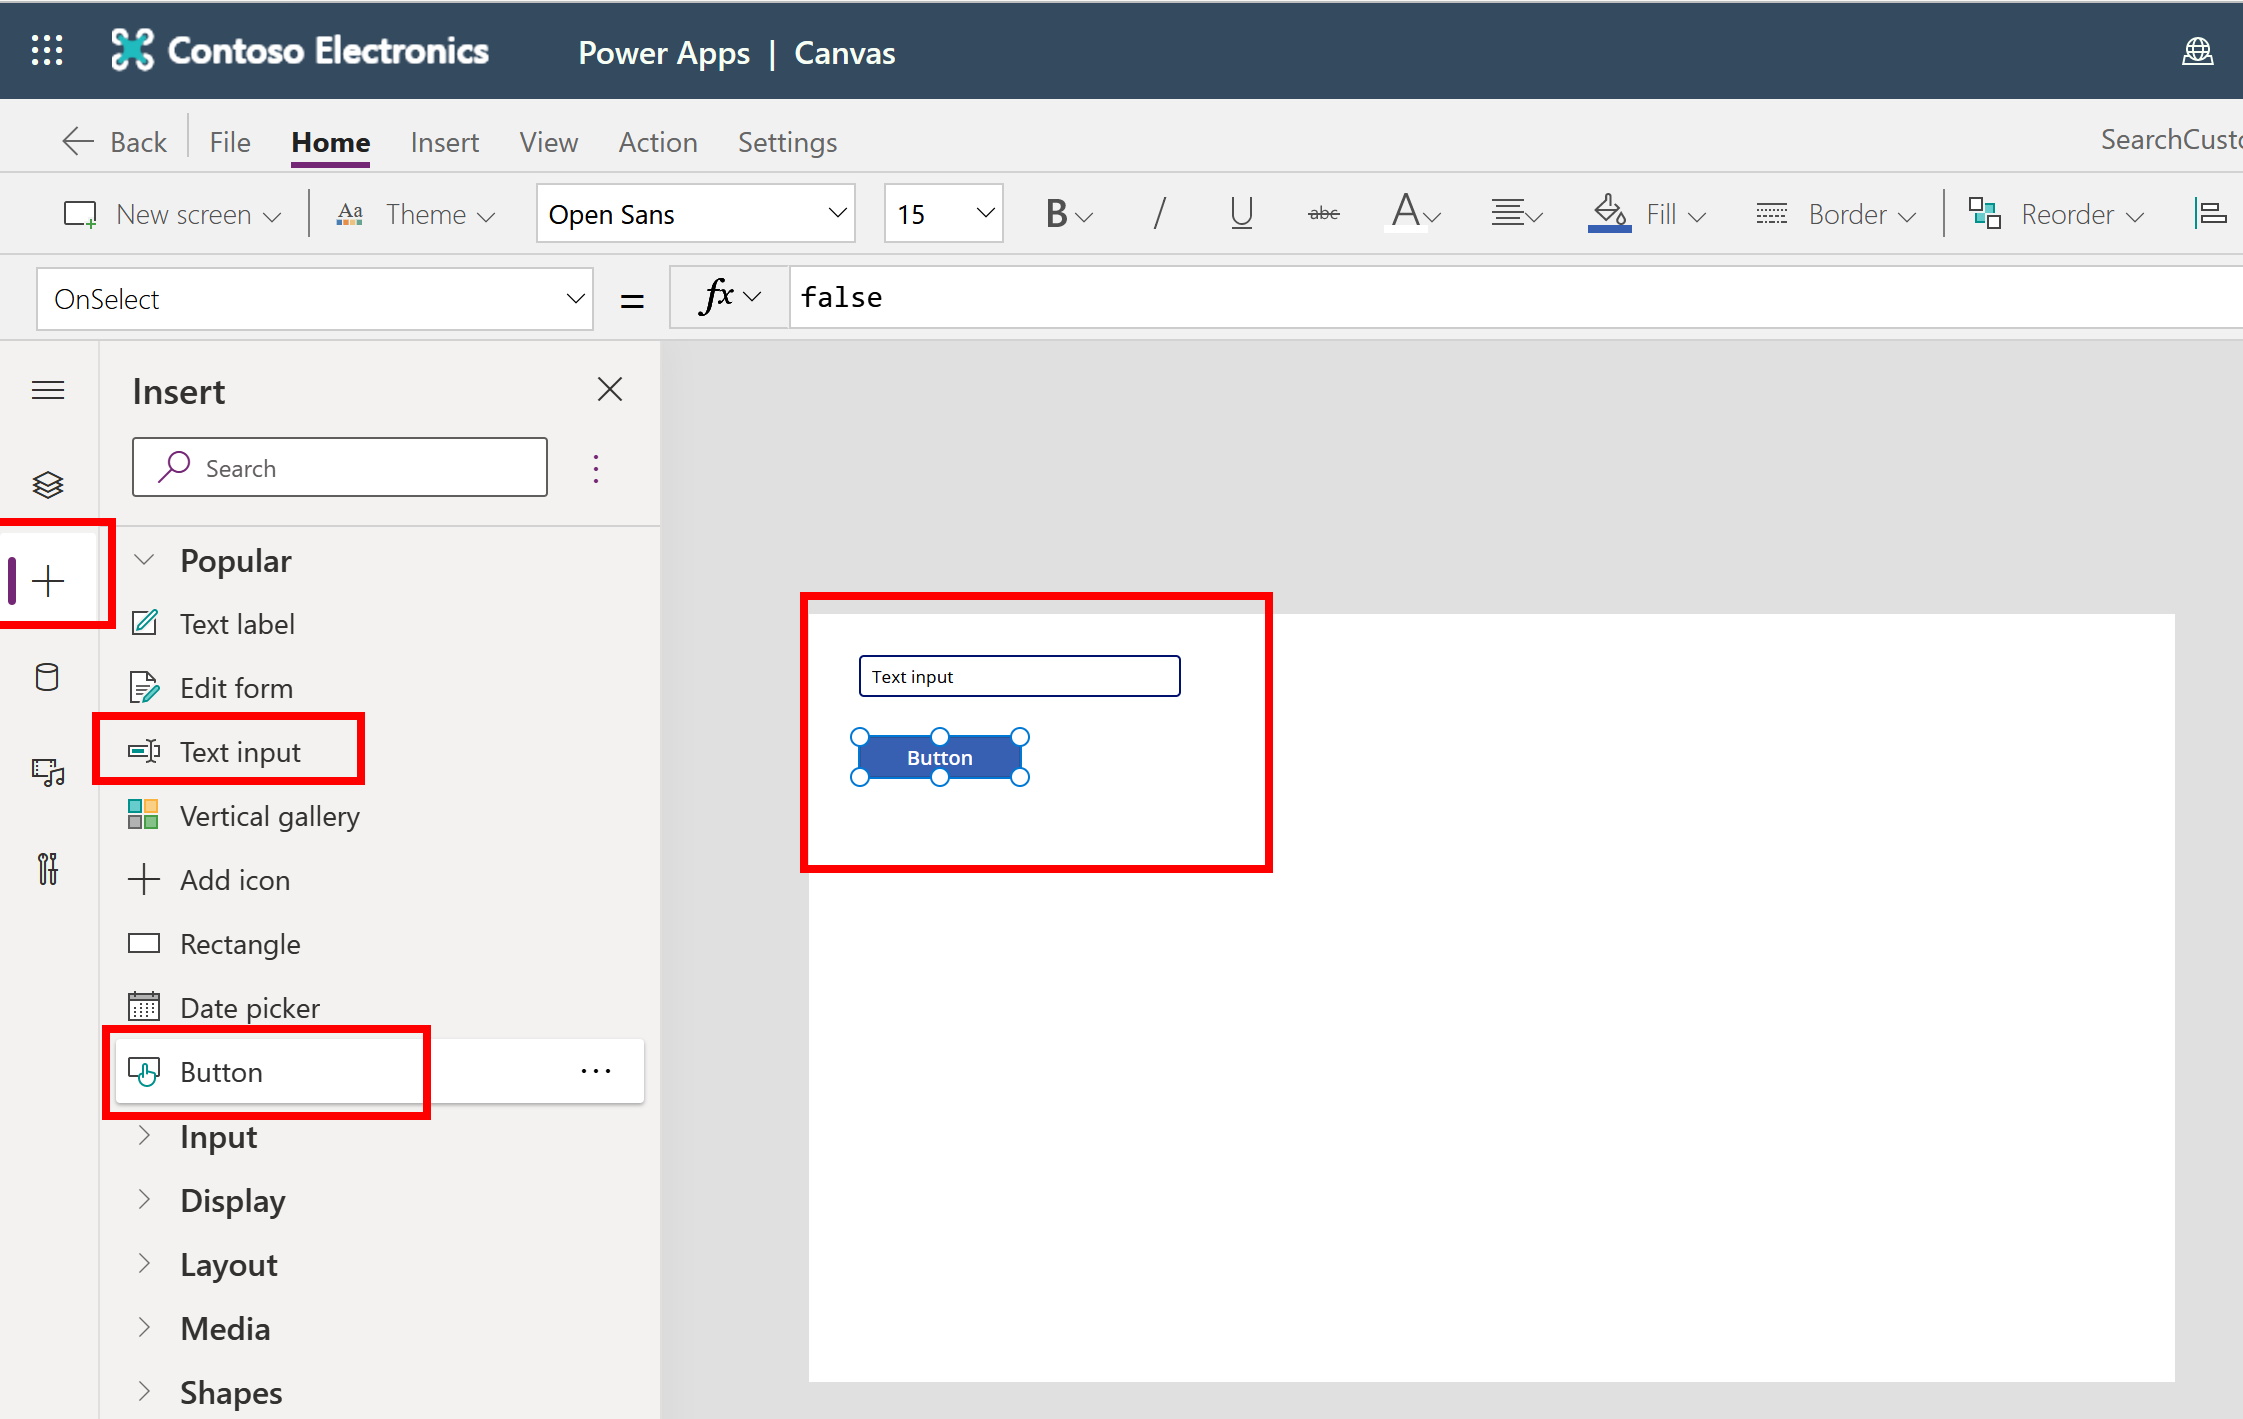 Contoso Electronics
Power Apps | Canvas
Back File Home Insert View Action Settings
SearchCusto
New screen Aa Theme Open Sans 15 B / U abc A Fill Border Reorder
OnSelect = fx false
Insert
Search
Popular
Text label
Edit form
Text input
Vertical gallery
Add icon
Rectangle
Date picker
Button
Input
Display
Layout
Media
Shapes
Text input
Button